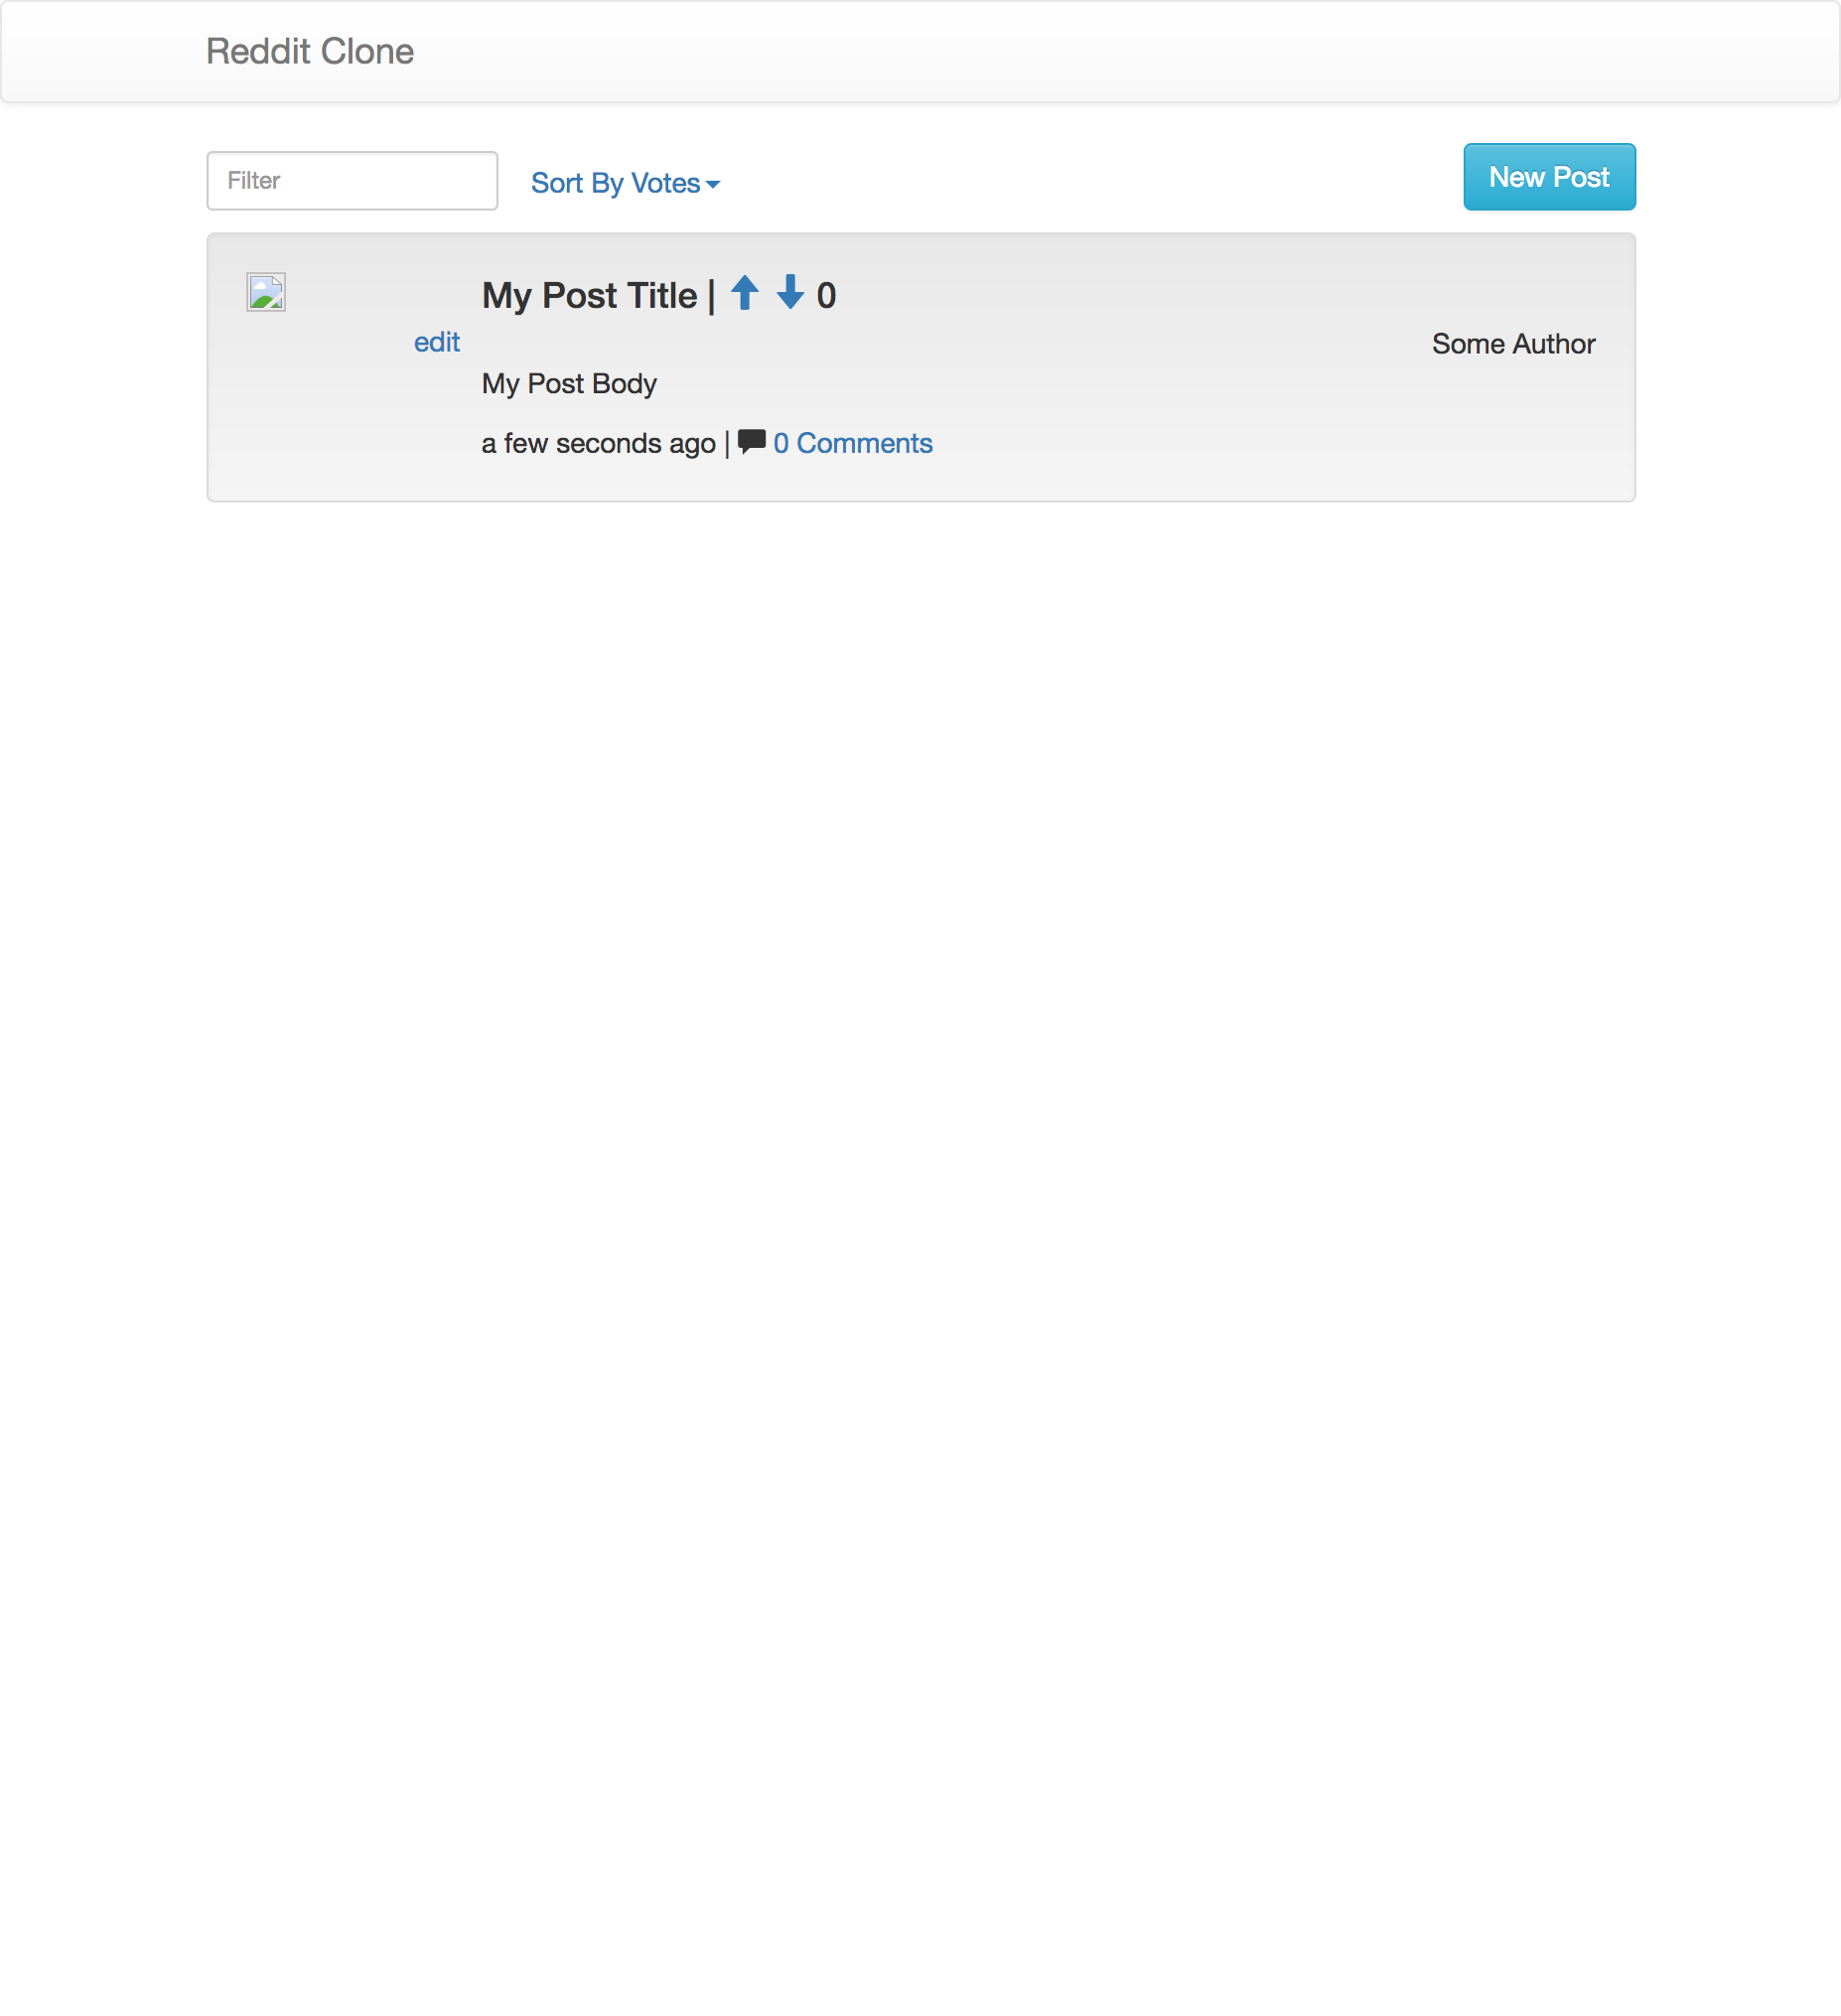 Reddit Clone
Filter
Sort By Votes
New Post
My Post Title | 0
edit
Some Author
My Post Body
a few seconds ago | 0 Comments